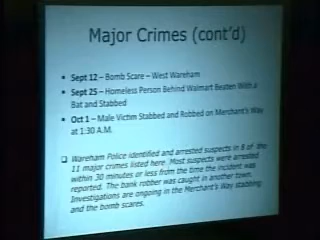 Major Crimes (cont'd)
• Sept 12 – Bomb Scare – West Wareham
• Sept 25 – Homeless Person Behind Walmart Beaten With a
Bat and Stabbed
• Oct 1 – Male Victim Stabbed and Robbed on Merchant's Way
at 1:30 A.M.
❑ Wareham Police identified and arrested suspects in 8 of the
11 major crimes listed here. Most suspects were arrested
within 30 minutes or less from the time the incident was
reported. The bank robber was caught in another town.
Investigations are ongoing in the Merchant's Way stabbing
and the bomb scares.